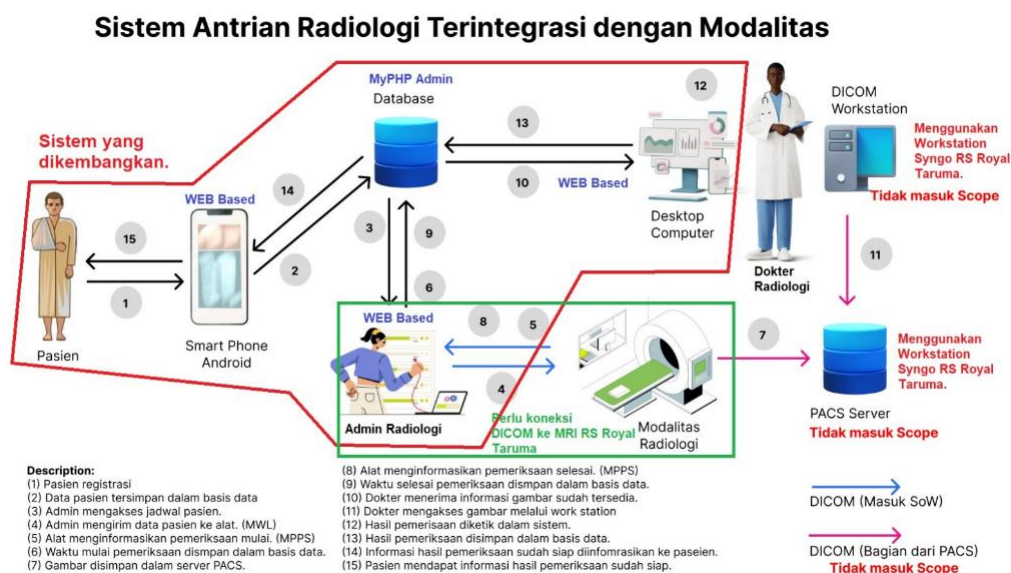 Sistem Antrian Radiologi Terintegrasi dengan Modalitas
MyPHP Admin
Database
Sistem yang
dikembangkan.
WEB Based
14
13
10
WEB Based
12
Desktop
Computer
DICOM
Workstation
Menggunakan
Workstation
Syngo RS Royal
Taruma.
Tidak masuk Scope
15
1
2
3
9
6
11
Dokter
Radiologi
Pasien
Smart Phone
Android
WEB Based
8
5
4
7
Admin Radiologi
Perlu koneksi
DICOM ke MRI RS Royal
Taruma
Modalitas
Radiologi
Menggunakan
Workstation
Syngo RS Royal
Taruma.
PACS Server
Tidak masuk Scope
Description:
(1) Pasien registrasi
(2) Data pasien tersimpan dalam basis data
(3) Admin mengakses jadwal pasien.
(4) Admin mengirim data pasien ke alat. (MWL)
(5) Alat menginformasikan pemeriksaan mulai. (MPPS)
(6) Waktu mulai pemeriksaan dismpan dalam basis data.
(7) Gambar disimpan dalam server PACS.
(8) Alat menginformasikan pemeriksaan selesai. (MPPS)
(9) Waktu selesai pemeriksaan dismpan dalam basis data.
(10) Dokter menerima informasi gambar sudah tersedia.
(11) Dokter mengakses gambar melalui work station
(12) Hasil pemerisaan diketik dalam sistem.
(13) Hasil pemeriksaan disimpan dalam basis data.
(14) Informasi hasil pemeriksaan sudah siap diinfomrasikan ke paseien.
(15) Pasien mendapat informasi hasil pemeriksaan sudah siap.
DICOM (Masuk SoW)
DICOM (Bagian dari PACS)
Tidak masuk Scope